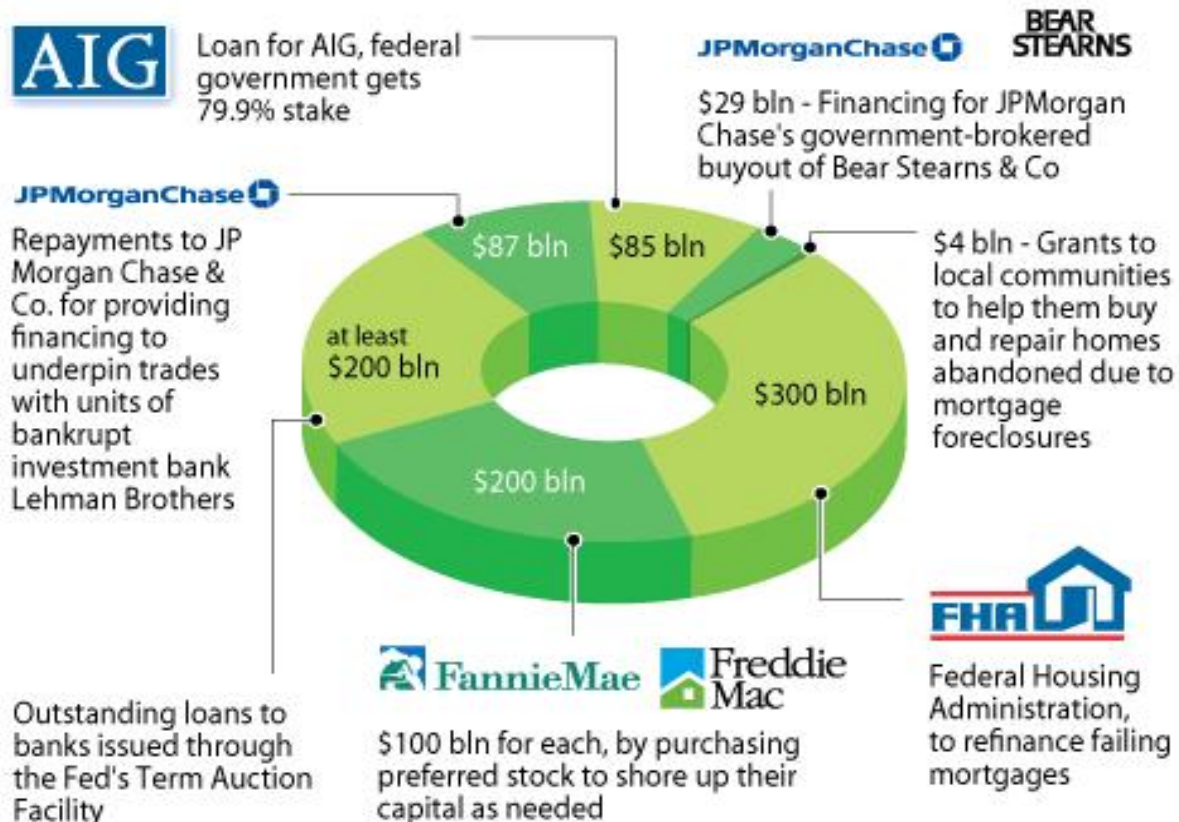 AIG
Loan for AIG, federal
government gets
79.9% stake
JPMorganChase
BEAR
STEARNS
$29 bln - Financing for JPMorgan
Chase's government-brokered
buyout of Bear Stearns & Co
JPMorganChase
Repayments to JP
Morgan Chase &
Co. for providing
financing to
underpin trades
with units of
bankrupt
investment bank
Lehman Brothers
$87 bln
$85 bln
at least
$200 bln
$300 bln
$200 bln
$4 bln - Grants to
local communities
to help them buy
and repair homes
abandoned due to
mortgage
foreclosures
Outstanding loans to
banks issued through
the Fed's Term Auction
Facility
FannieMae
Freddie
Mac
$100 bln for each, by purchasing
preferred stock to shore up their
capital as needed
FHA
Federal Housing
Administration,
to refinance failing
mortgages